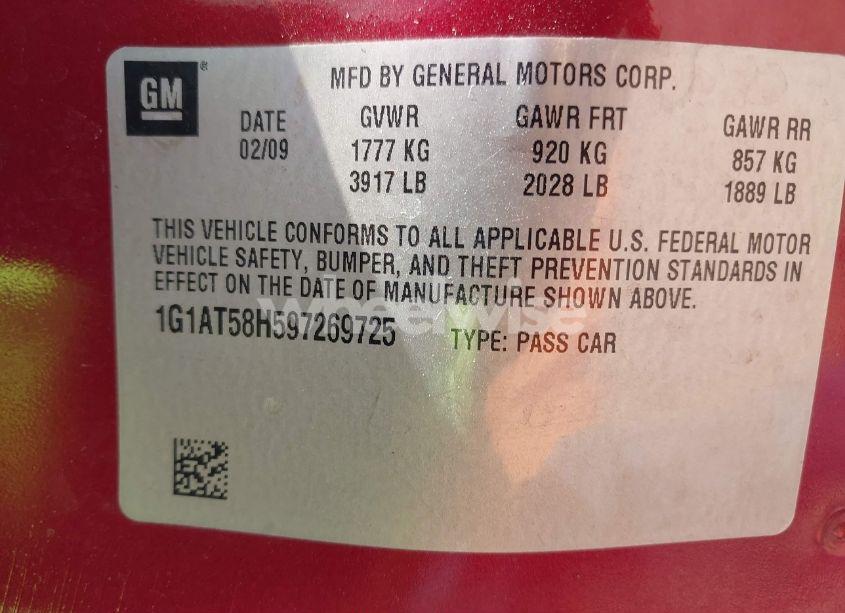 GM®
MFD BY GENERAL MOTORS CORP.
DATE GVWR GAWR FRT GAWR RR
02/09 1777 KG 920 KG 857 KG
3917 LB 2028 LB 1889 LB
THIS VEHICLE CONFORMS TO ALL APPLICABLE U.S. FEDERAL MOTOR
VEHICLE SAFETY, BUMPER, AND THEFT PREVENTION STANDARDS IN
EFFECT ON THE DATE OF MANUFACTURE SHOWN ABOVE.
Wheelwise
1G1AT58H597269725 TYPE: PASS CAR